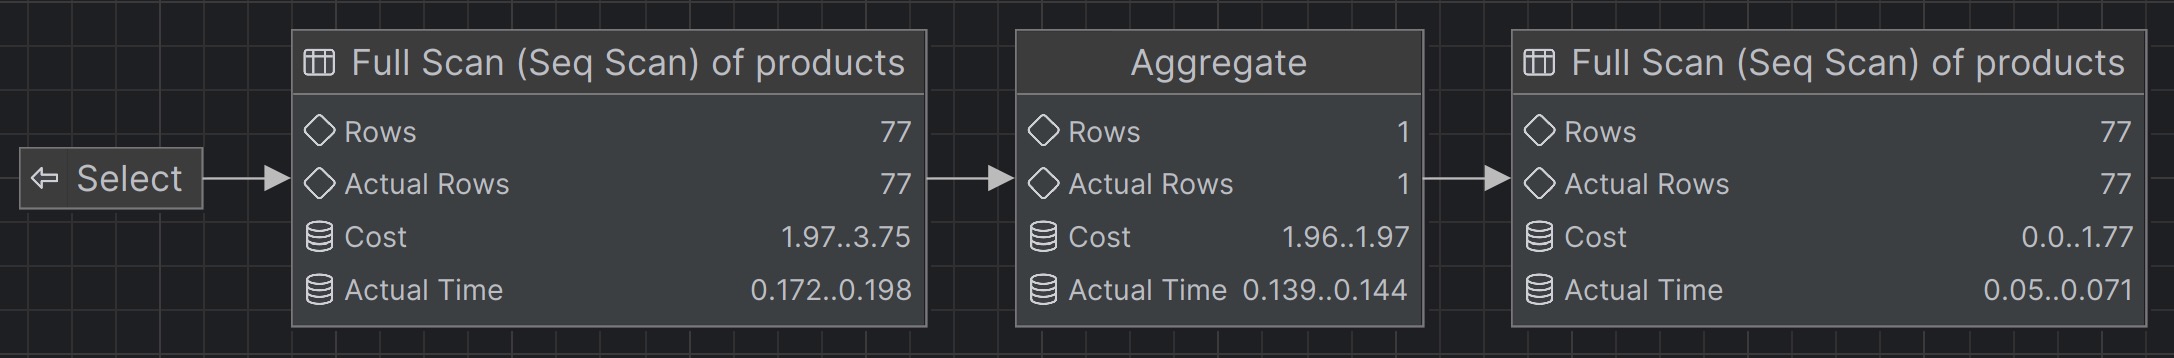 Select
Full Scan (Seq Scan) of products
Rows 77
Actual Rows 77
Cost 1.97..3.75
Actual Time 0.172..0.198
Aggregate
Rows 1
Actual Rows 1
Cost 1.96..1.97
Actual Time 0.139..0.144
Full Scan (Seq Scan) of products
Rows 77
Actual Rows 77
Cost 0.0..1.77
Actual Time 0.05..0.071